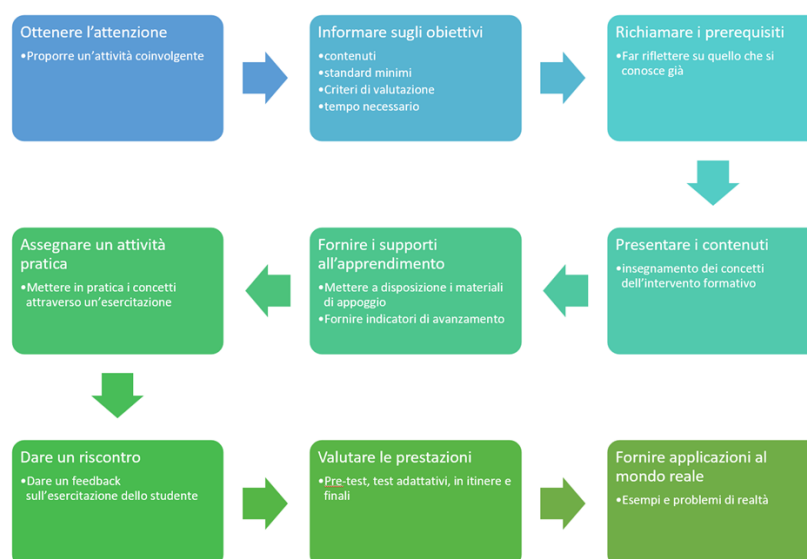 Ottenere l'attenzione
•Proporre un'attività coinvolgente
Informare sugli obiettivi
•contenuti
•standard minimi
•Criteri di valutazione
•tempo necessario
Richiamare i prerequisiti
•Far riflettere su quello che si
conosce già
Presentare i contenuti
•insegnamento dei concetti
dell'intervento formativo
Fornire i supporti
all'apprendimento
•Mettere a disposizione i materiali
di appoggio
•Fornire indicatori di avanzamento
Assegnare un attività
pratica
•Mettere in pratica i concetti
attraverso un'esercitazione
Dare un riscontro
•Dare un feedback
sull'esercitazione dello studente
Valutare le prestazioni
•Pre-test, test adattativi, in itinere e
finali
Fornire applicazioni al
mondo reale
•Esempi e problemi di realtà